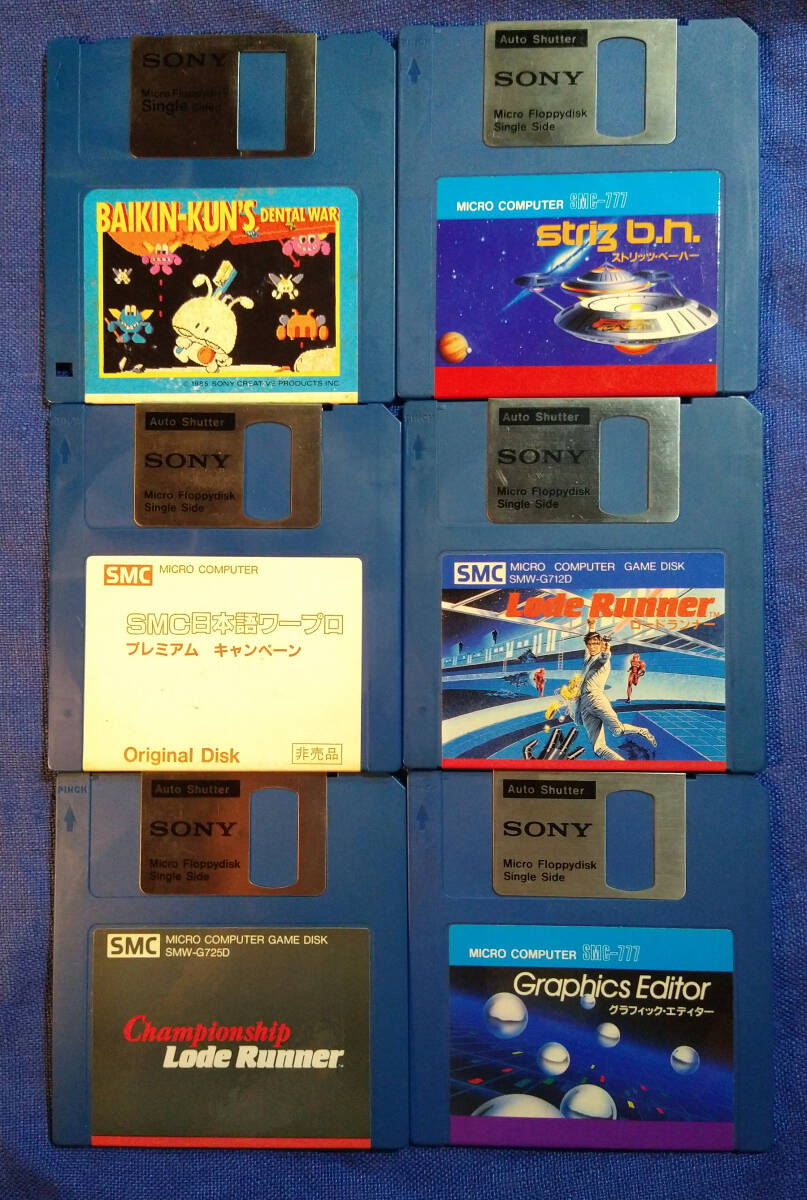 SONY
Micro Floppydisk
Single Sided
BAIKIN-KUN'S DENTAL WAR
© 1985 SONY CREATIVE PRODUCTS INC.
Auto Shutter
SONY
Micro Floppydisk
Single Side
MICRO COMPUTER SMC-777
striz b.h.
ストリッツ・ベーハー
Auto Shutter
SONY
Micro Floppydisk
Single Side
SMC MICRO COMPUTER
SMC日本語ワープロ
プレミアム キャンペーン
Original Disk 非売品
PINCH
Auto Shutter
SONY
Micro Floppydisk
Single Side
SMC MICRO COMPUTER GAME DISK
SMW-G712D
Lode Runner™
ロードランナー
PINCH
Auto Shutter
SONY
Micro Floppydisk
Single Side
SMC MICRO COMPUTER GAME DISK
SMW-G725D
Championship
Lode Runner™
Auto Shutter
SONY
Micro Floppydisk
Single Side
MICRO COMPUTER SMC-777
Graphics Editor
グラフィック・エディター